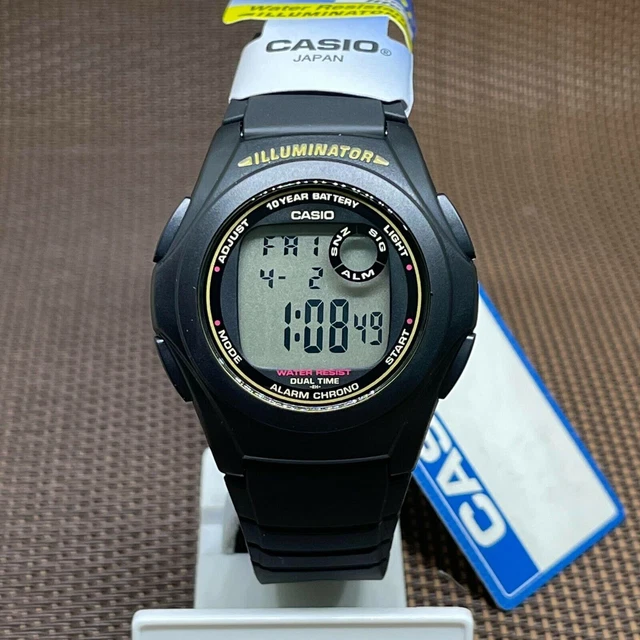 Water Resist
ILLUMINATOR
CASIO®
JAPAN
ILLUMINATOR
10 YEAR BATTERY
CASIO
ADJUST
LIGHT
FRI
SNZ
SIG
ALM
4- 2
1:08 49
MODE
START
WATER RESIST
DUAL TIME
ALARM CHRONO
CAS